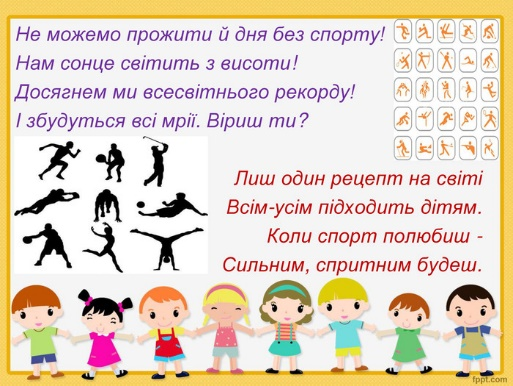 Не можемо прожити й дня без спорту!
Нам сонце світить з висоти!
Досягнем ми всесвітнього рекорду!
І збудуться всі мрії. Віриш ти?
Лиш один рецепт на світі
Всім-усім підходить дітям.
Коли спорт полюбиш -
Сильним, спритним будеш.
fppt.com